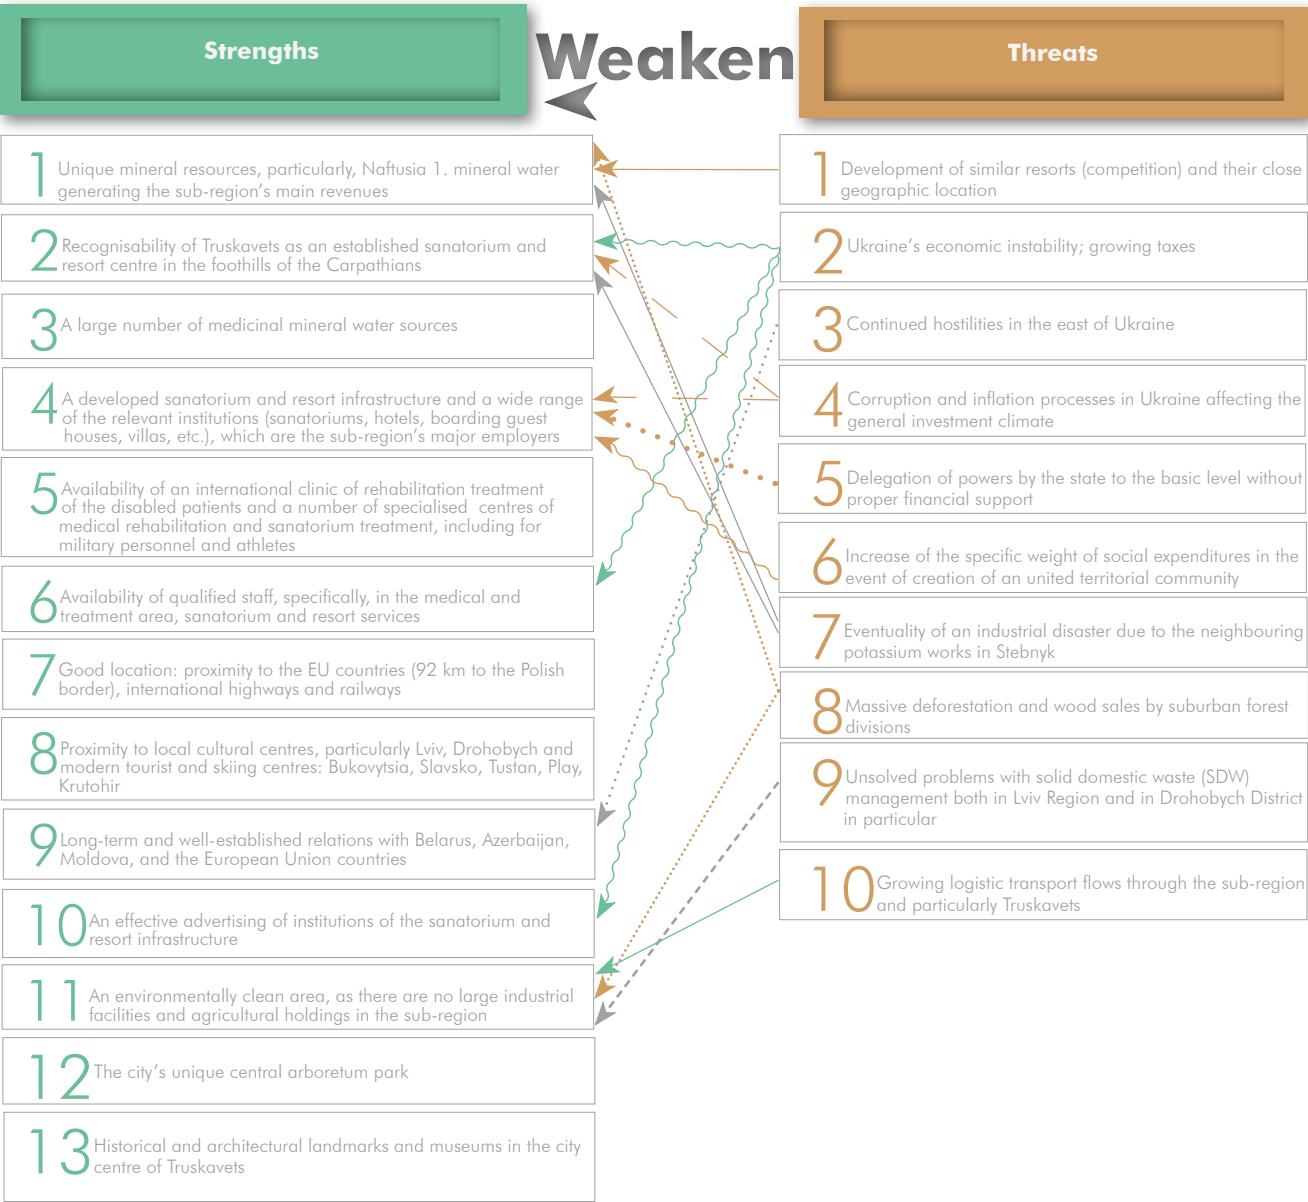 Strengths
Weaken
Threats
1 Unique mineral resources, particularly, Naftusia 1. mineral water
generating the sub-region's main revenues
2 Recognisability of Truskavets as an established sanatorium and
resort centre in the foothills of the Carpathians
3 A large number of medicinal mineral water sources
4 A developed sanatorium and resort infrastructure and a wide range
of the relevant institutions (sanatoriums, hotels, boarding guest
houses, villas, etc.), which are the sub-region's major employers
5 Availability of an international clinic of rehabilitation treatment
of the disabled patients and a number of specialised centres of
medical rehabilitation and sanatorium treatment, including for
military personnel and athletes
6 Availability of qualified staff, specifically, in the medical and
treatment area, sanatorium and resort services
7 Good location: proximity to the EU countries (92 km to the Polish
border), international highways and railways
8 Proximity to local cultural centres, particularly Lviv, Drohobych and
modern tourist and skiing centres: Bukovytsia, Slavsko, Tustan, Play,
Krutohir
9 Long-term and well-established relations with Belarus, Azerbaijan,
Moldova, and the European Union countries
10 An effective advertising of institutions of the sanatorium and
resort infrastructure
11 An environmentally clean area, as there are no large industrial
facilities and agricultural holdings in the sub-region
12 The city's unique central arboretum park
13 Historical and architectural landmarks and museums in the city
centre of Truskavets
1 Development of similar resorts (competition) and their close
geographic location
2 Ukraine's economic instability; growing taxes
3 Continued hostilities in the east of Ukraine
4 Corruption and inflation processes in Ukraine affecting the
general investment climate
5 Delegation of powers by the state to the basic level without
proper financial support
6 Increase of the specific weight of social expenditures in the
event of creation of an united territorial community
7 Eventuality of an industrial disaster due to the neighbouring
potassium works in Stebnyk
8 Massive deforestation and wood sales by suburban forest
divisions
9 Unsolved problems with solid domestic waste (SDW)
management both in Lviv Region and in Drohobych District
in particular
10 Growing logistic transport flows through the sub-region
and particularly Truskavets